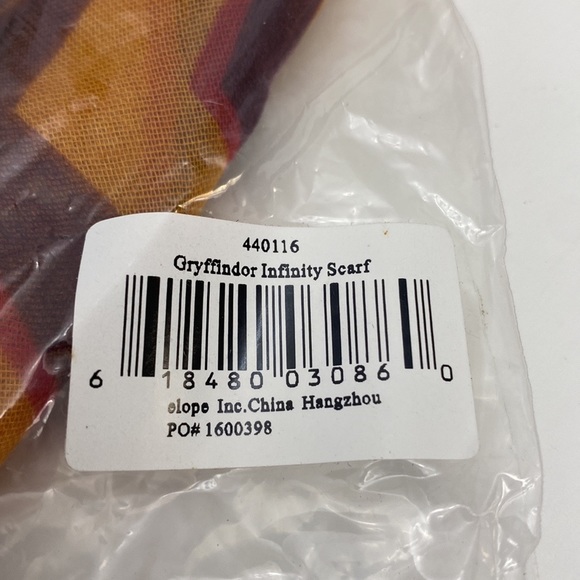 440116
Gryffindor Infinity Scarf
6 18480 03086 0
elope Inc.China Hangzhou
PO# 1600398